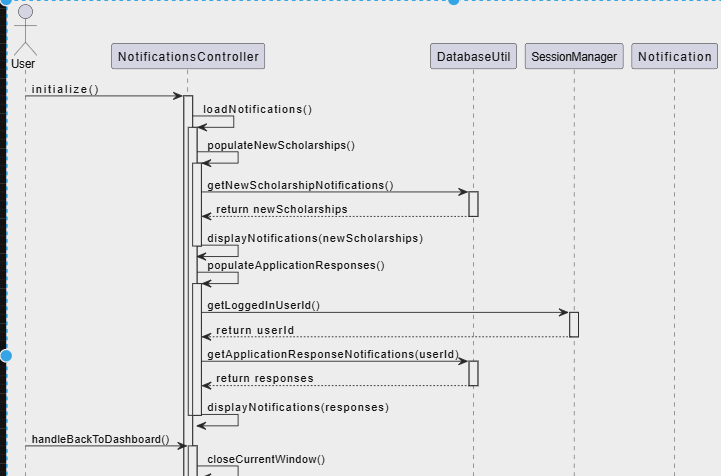 User
NotificationsController
DatabaseUtil
SessionManager
Notification
initialize()
loadNotifications()
populateNewScholarships()
getNewScholarshipNotifications()
return newScholarships
displayNotifications(newScholarships)
populateApplicationResponses()
getLoggedInUserId()
return userId
getApplicationResponseNotifications(userId)
return responses
displayNotifications(responses)
handleBackToDashboard()
closeCurrentWindow()